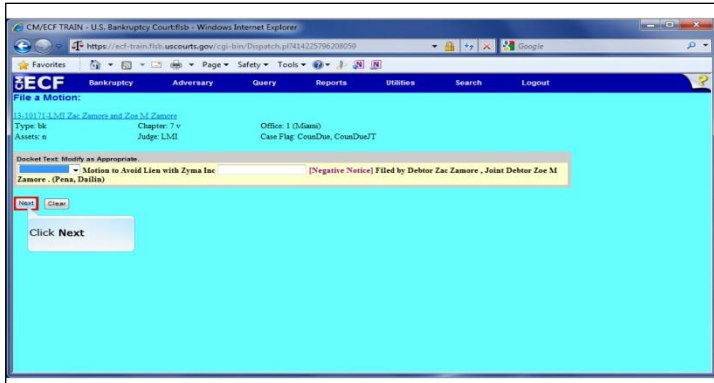 CM/ECF TRAIN - U.S. Bankruptcy Court:flsb - Windows Internet Explorer
https://ecf-train.flsb.uscourts.gov/cgi-bin/Dispatch.pl?414225796208059
Google
Favorites Page Safety Tools
ECF Bankruptcy Adversary Query Reports Utilities Search Logout ?
File a Motion:
13-10171-LMI Zac Zamore and Zoe M Zamore
Type: bk Chapter: 7 v Office: 1 (Miami)
Assets: n Judge: LMI Case Flag: CounDue, CounDueJT
Docket Text: Modify as Appropriate.
Motion to Avoid Lien with Zyma Inc [Negative Notice] Filed by Debtor Zac Zamore , Joint Debtor Zoe M
Zamore . (Pena, Dailin)
Next Clear
Click Next